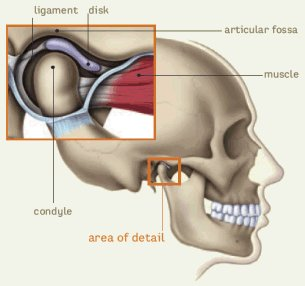 ligament
disk
articular fossa
muscle
condyle
area of detail